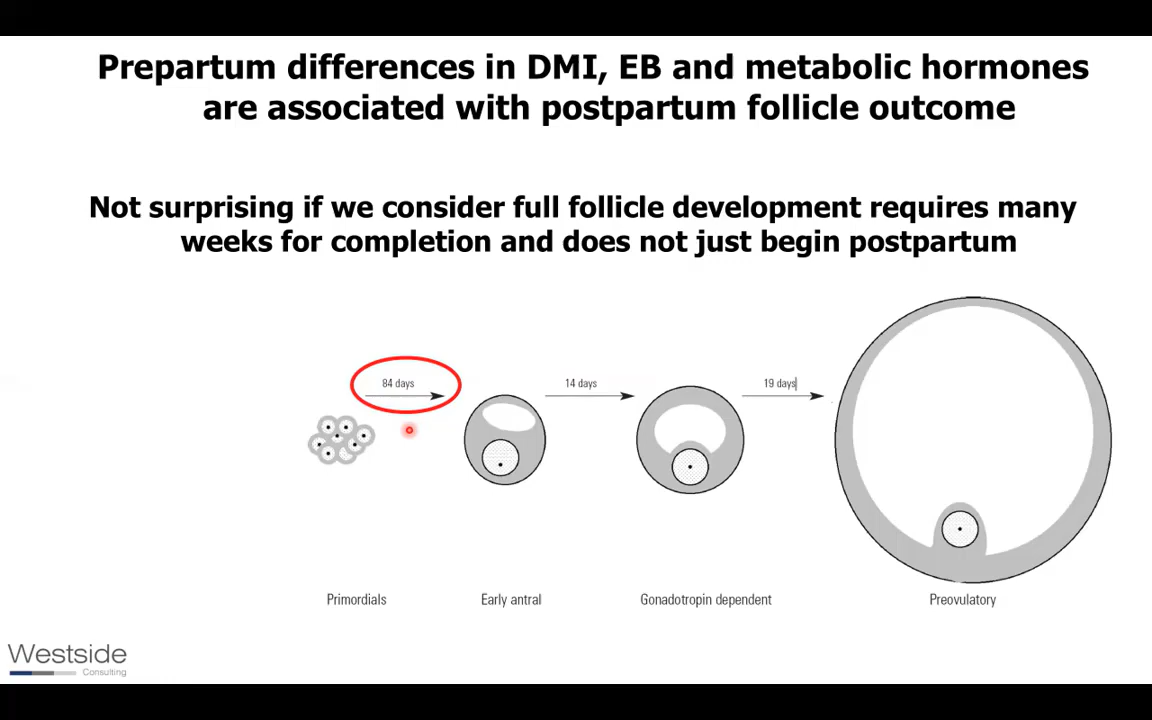 Prepartum differences in DMI, EB and metabolic hormones
are associated with postpartum follicle outcome
Not surprising if we consider full follicle development requires many
weeks for completion and does not just begin postpartum
84 days
14 days
19 days
Primordials
Early antral
Gonadotropin dependent
Preovulatory
Westside
Consulting